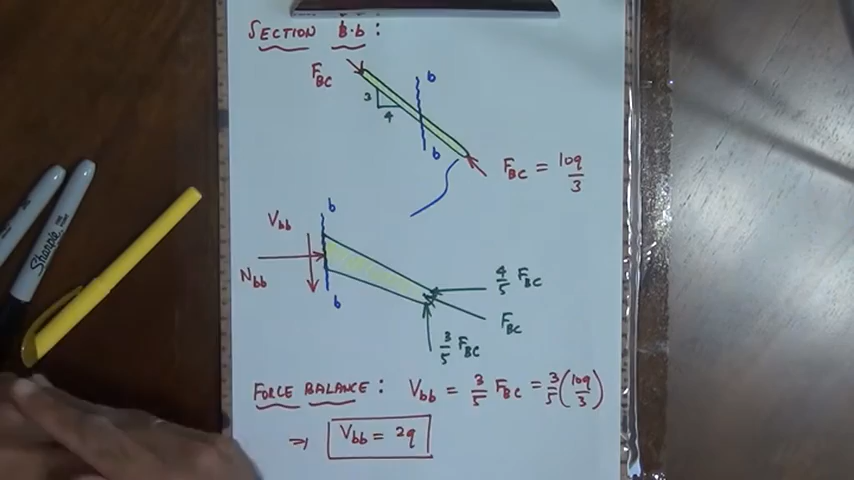 SECTION b-b:
F_BC
b
3
4
b
F_BC = 10q/3
b
V_bb
N_bb
4/5 F_BC
b
F_BC
3/5 F_BC
FORCE BALANCE: V_bb = 3/5 F_BC = 3/5 (10q/3)
⇒ V_bb = 2q
Sharpie